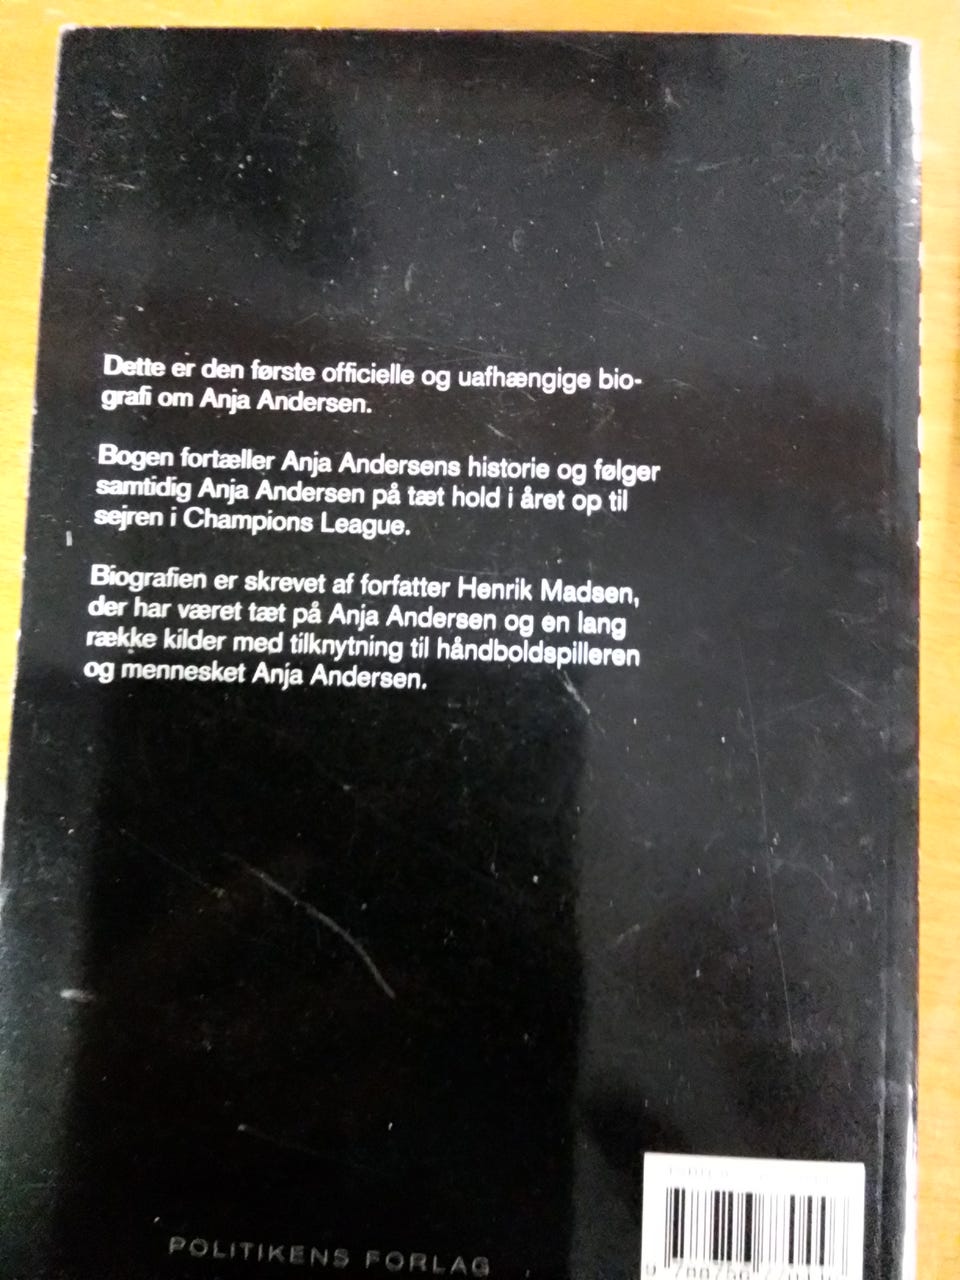 Dette er den første officielle og uafhængige bio-
grafi om Anja Andersen.
Bogen fortæller Anja Andersens historie og følger
samtidig Anja Andersen på tæt hold i året op til
sejren i Champions League.
Biografien er skrevet af forfatter Henrik Madsen,
der har været tæt på Anja Andersen og en lang
række kilder med tilknytning til håndboldspilleren
og mennesket Anja Andersen.
POLITIKENS FORLAG